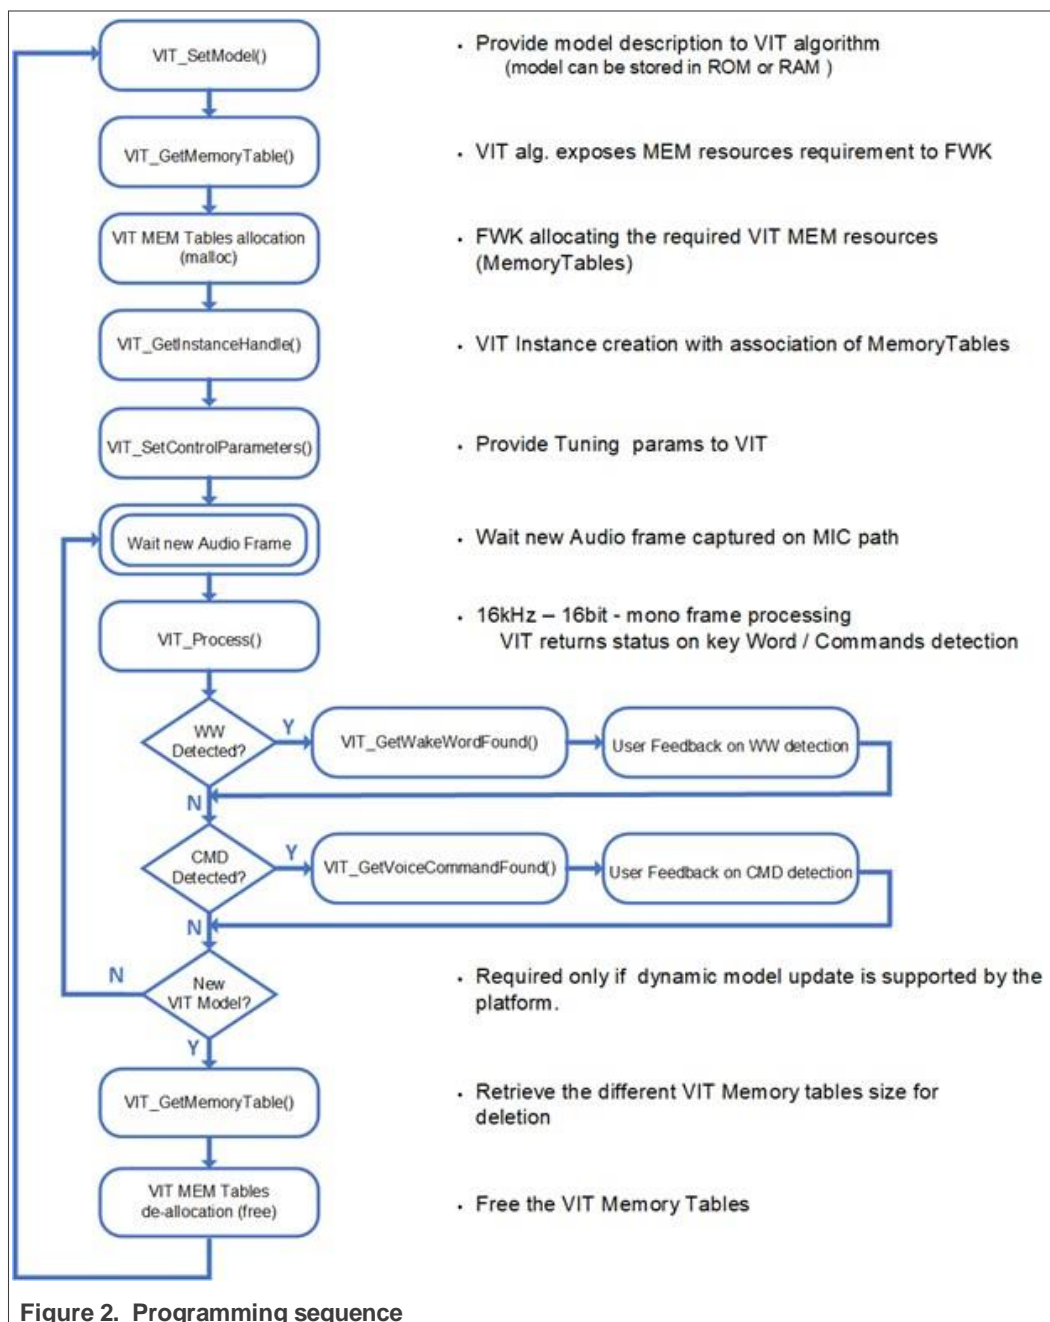 VIT_SetModel()
• Provide model description to VIT algorithm
(model can be stored in ROM or RAM )
VIT_GetMemoryTable()
• VIT alg. exposes MEM resources requirement to FWK
VIT MEM Tables allocation
(malloc)
• FWK allocating the required VIT MEM resources
(MemoryTables)
VIT_GetInstanceHandle()
• VIT Instance creation with association of MemoryTables
VIT_SetControlParameters()
• Provide Tuning params to VIT
Wait new Audio Frame
• Wait new Audio frame captured on MIC path
VIT_Process()
• 16kHz – 16bit - mono frame processing
VIT returns status on key Word / Commands detection
WW
Detected?
Y
VIT_GetWakeWordFound()
User Feedback on WW detection
N
CMD
Detected?
Y
VIT_GetVoiceCommandFound()
User Feedback on CMD detection
N
New
VIT Model?
N
• Required only if dynamic model update is supported by the
platform.
Y
VIT_GetMemoryTable()
• Retrieve the different VIT Memory tables size for
deletion
VIT MEM Tables
de-allocation (free)
• Free the VIT Memory Tables
Figure 2. Programming sequence